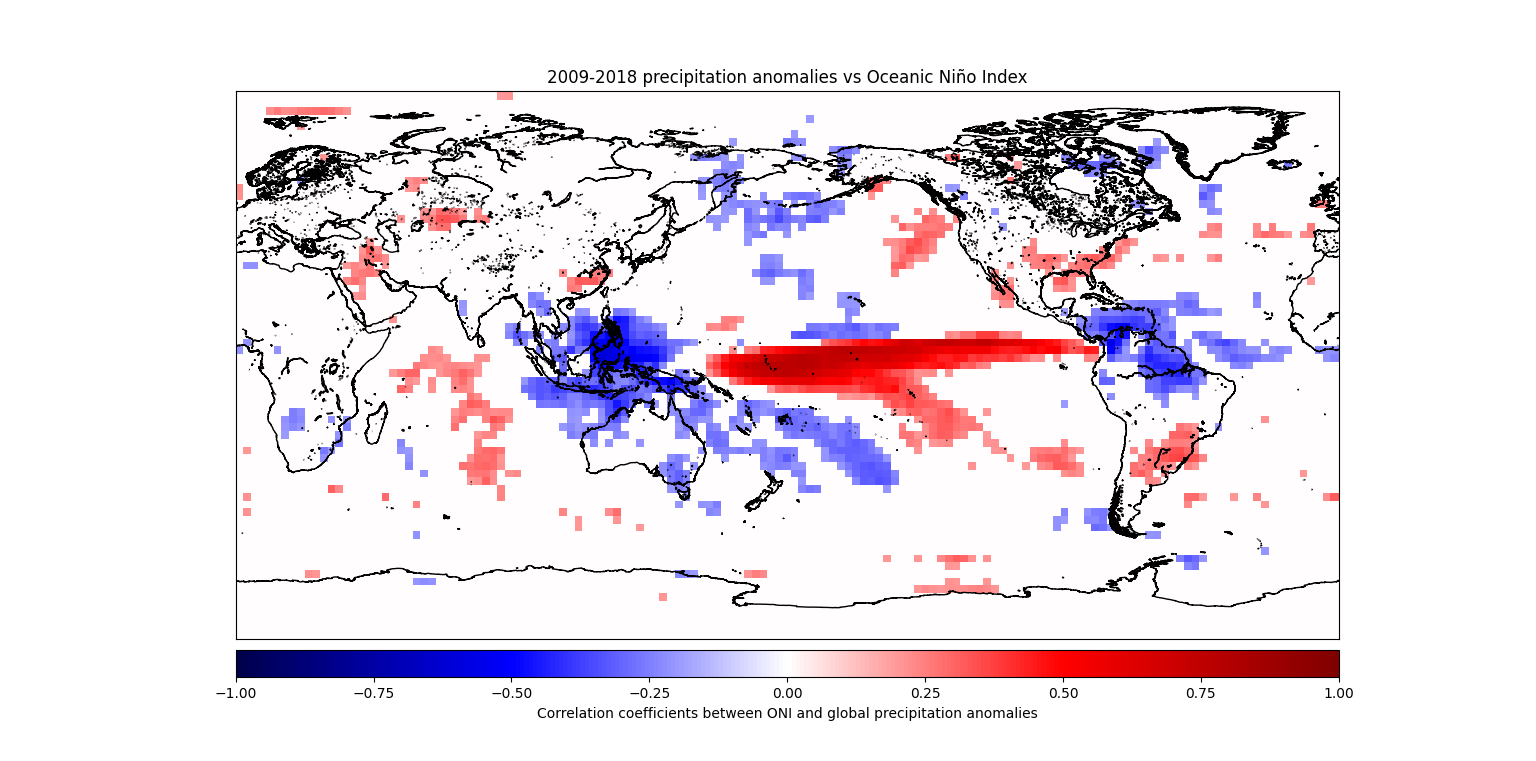 2009-2018 precipitation anomalies vs Oceanic Niño Index
−1.00 −0.75 −0.50 −0.25 0.00 0.25 0.50 0.75 1.00
Correlation coefficients between ONI and global precipitation anomalies